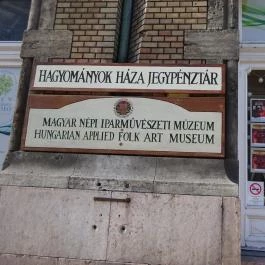 HAGYOMÁNYOK HÁZA JEGYPÉNZTÁR
MAGYAR NÉPI IPARMŰVÉSZETI MÚZEUM
HUNGARIAN APPLIED FOLK ART MUSEUM